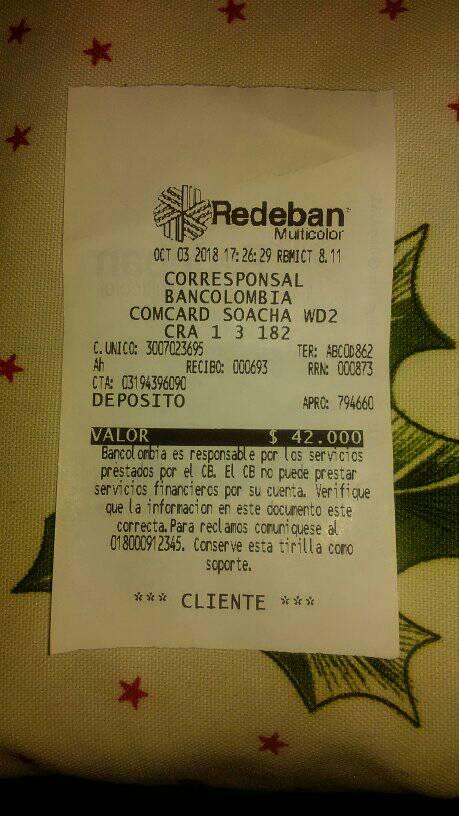 Redeban
Multicolor
OCT 03 2018 17:26:29 RBMICT 8.11
CORRESPONSAL
BANCOLOMBIA
COMCARD SOACHA WD2
CRA 1 3 182
C.UNICO: 3007023695 TER: ABCOD862
Ah RECIBO: 000693 RRN: 000873
CTA: 03194396090
DEPOSITO APRO: 794660
VALOR $ 42.000
Bancolombia es responsable por los servicios
prestados por el CB. El CB no puede prestar
servicios financieros por su cuenta. Verifique
que la informacion en este documento este
correcta.Para reclamos comuniquese al
018000912345. Conserve esta tirilla como
soporte.
*** CLIENTE ***